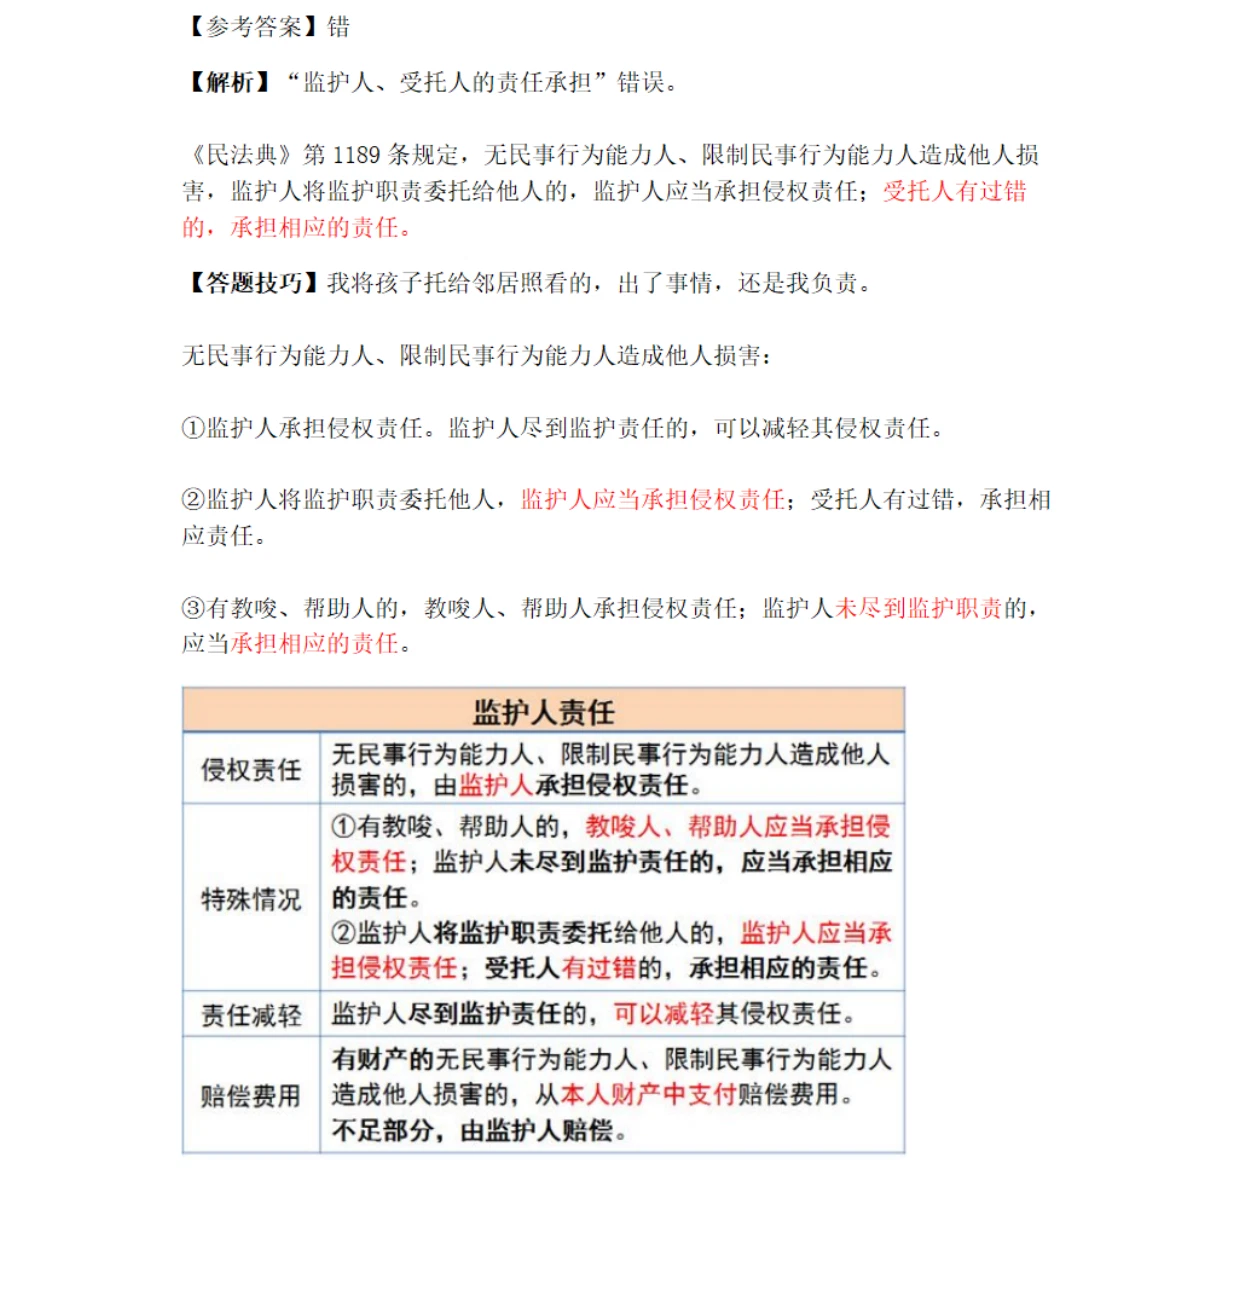 【参考答案】错
【解析】“监护人、受托人的责任承担”错误。
《民法典》第 1189 条规定，无民事行为能力人、限制民事行为能力人造成他人损
害，监护人将监护职责委托给他人的，监护人应当承担侵权责任；受托人有过错
的，承担相应的责任。
【答题技巧】我将孩子托给邻居照看的，出了事情，还是我负责。
无民事行为能力人、限制民事行为能力人造成他人损害：
①监护人承担侵权责任。监护人尽到监护责任的，可以减轻其侵权责任。
②监护人将监护职责委托他人，监护人应当承担侵权责任；受托人有过错，承担相
应责任。
③有教唆、帮助人的，教唆人、帮助人承担侵权责任；监护人未尽到监护职责的，
应当承担相应的责任。
监护人责任
侵权责任
无民事行为能力人、限制民事行为能力人造成他人
损害的，由监护人承担侵权责任。
特殊情况
①有教唆、帮助人的，教唆人、帮助人应当承担侵
权责任；监护人未尽到监护责任的，应当承担相应
的责任。
②监护人将监护职责委托给他人的，监护人应当承
担侵权责任；受托人有过错的，承担相应的责任。
责任减轻
监护人尽到监护责任的，可以减轻其侵权责任。
赔偿费用
有财产的无民事行为能力人、限制民事行为能力人
造成他人损害的，从本人财产中支付赔偿费用。
不足部分，由监护人赔偿。